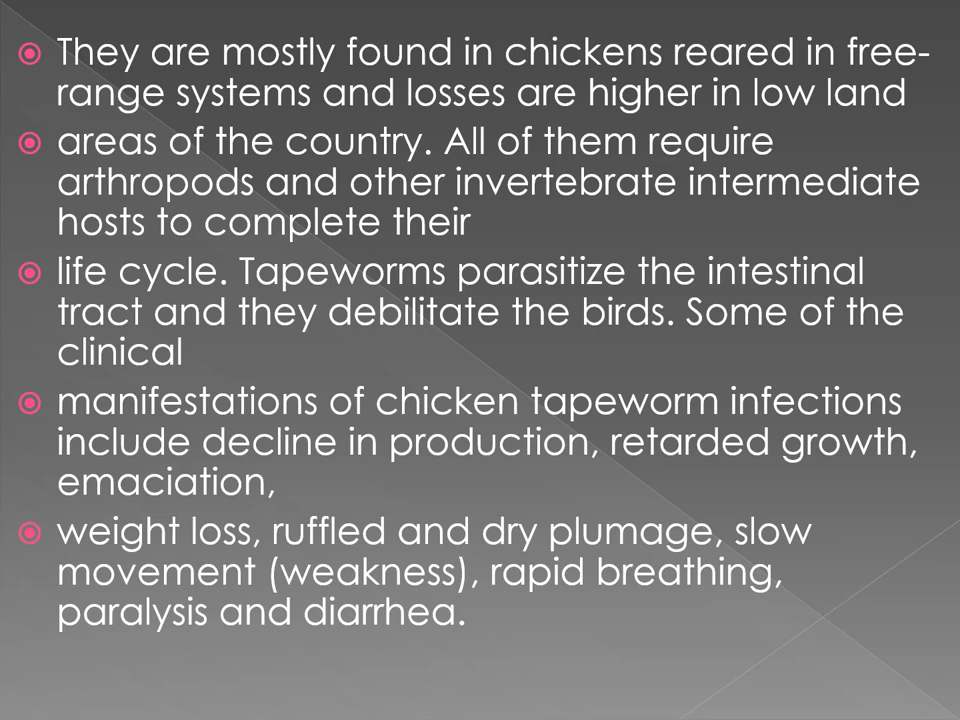 They are mostly found in chickens reared in free-
range systems and losses are higher in low land
areas of the country. All of them require
arthropods and other invertebrate intermediate
hosts to complete their
life cycle. Tapeworms parasitize the intestinal
tract and they debilitate the birds. Some of the
clinical
manifestations of chicken tapeworm infections
include decline in production, retarded growth,
emaciation,
weight loss, ruffled and dry plumage, slow
movement (weakness), rapid breathing,
paralysis and diarrhea.